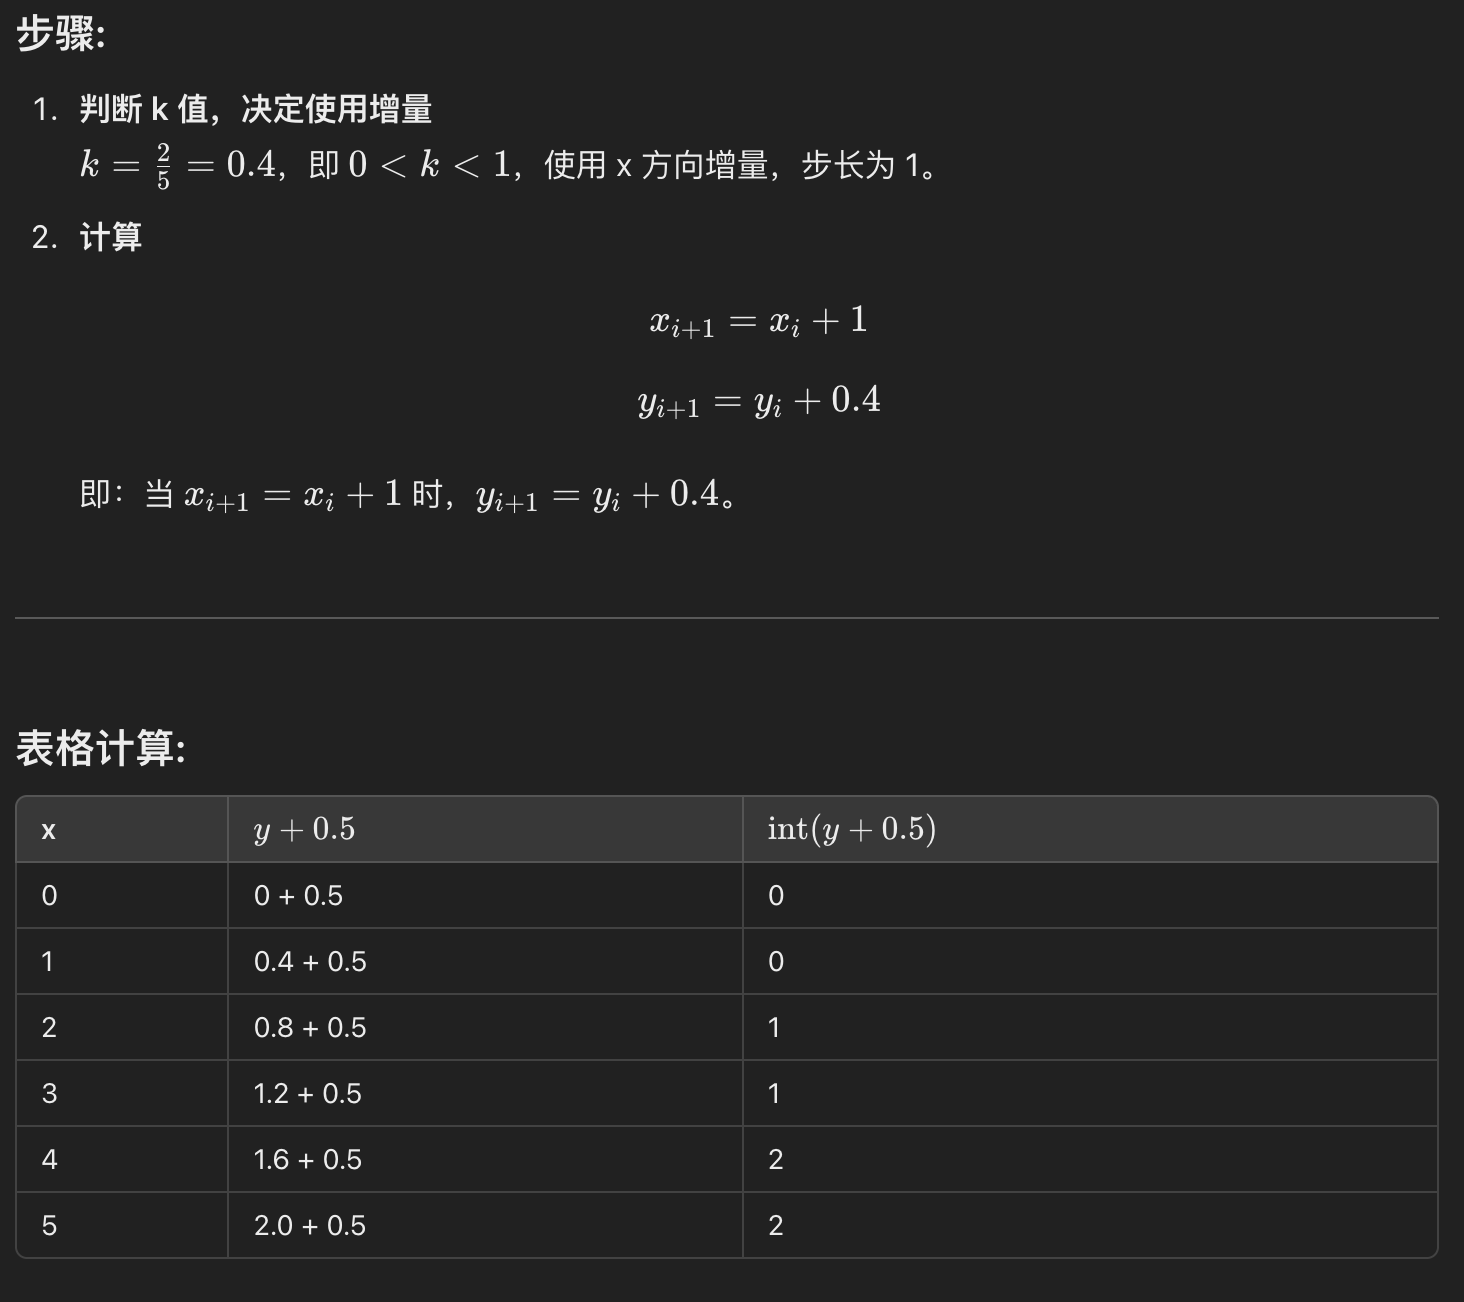 步骤:
1. 判断 k 值，决定使用增量
k = 2/5 = 0.4，即 0 < k < 1，使用 x 方向增量，步长为 1。
2. 计算
x_{i+1} = x_i + 1
y_{i+1} = y_i + 0.4
即：当 x_{i+1} = x_i + 1 时，y_{i+1} = y_i + 0.4。
表格计算:
x y + 0.5 int(y + 0.5)
0 0 + 0.5 0
1 0.4 + 0.5 0
2 0.8 + 0.5 1
3 1.2 + 0.5 1
4 1.6 + 0.5 2
5 2.0 + 0.5 2